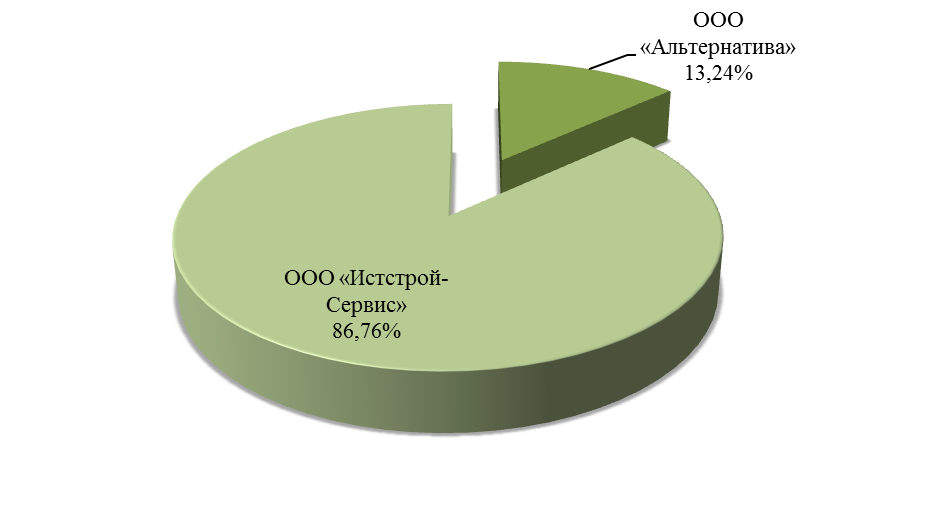 ООО
«Альтернатива»
13,24%
ООО «Истстрой-
Сервис»
86,76%